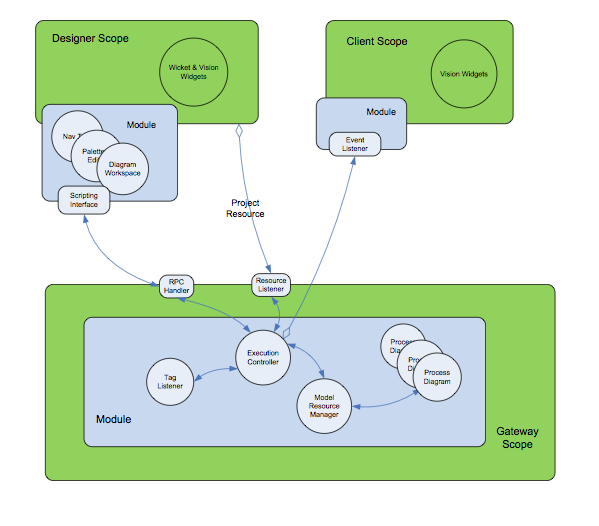 Designer Scope
Wicket & Vision
Widgets
Client Scope
Vision Widgets
Module
Nav
Palette
Diagram
Workspace
Scripting
Interface
Module
Event
Listener
Project
Resource
RPC
Handler
Resource
Listener
Execution
Controller
Tag
Listener
Model
Resource
Manager
Process
Diagram
Module
Gateway
Scope